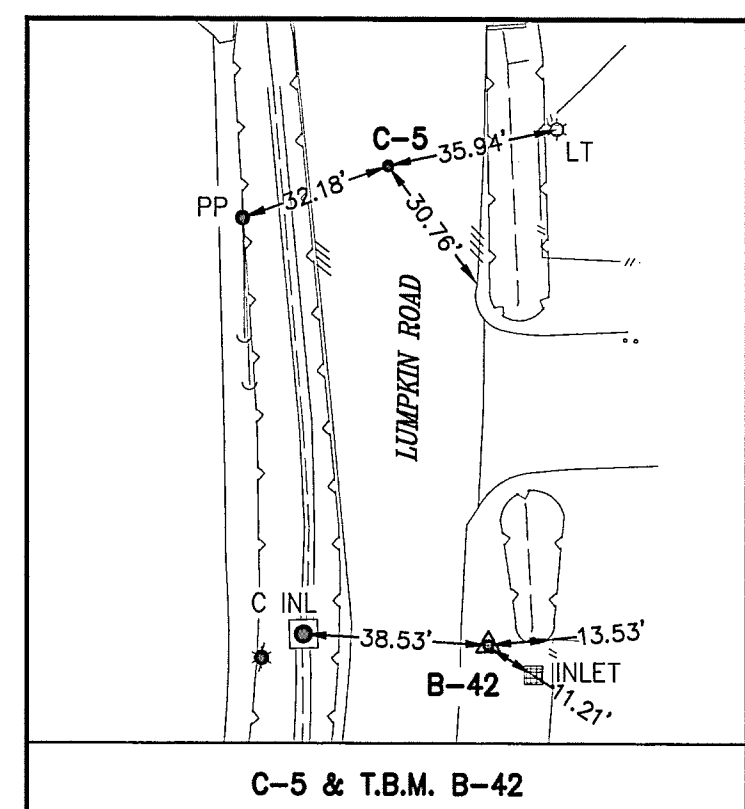 C-5
35.94'
LT
32.18'
PP
30.76'
LUMPKIN ROAD
C INL
38.53'
13.53'
B-42
INLET
11.21'
C-5 & T.B.M. B-42